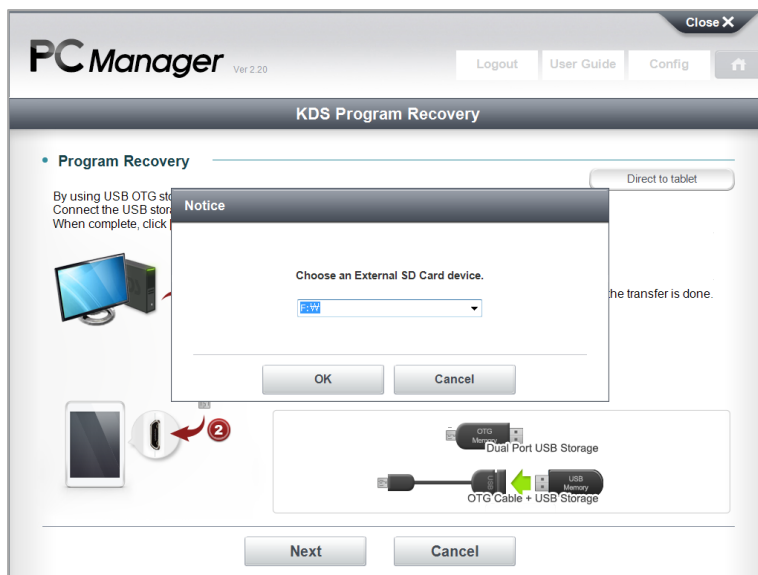 Close X
PC Manager Ver 2.20
Logout User Guide Config
KDS Program Recovery
• Program Recovery
Direct to tablet
By using USB OTG
Connect the USB
When complete, click
Notice
Choose an External SD Card device.
F:₩
OK Cancel
the transfer is done.
2
OTG
Memory
Dual Port USB Storage
USB
USB
Memory
OTG Cable + USB Storage
Next Cancel